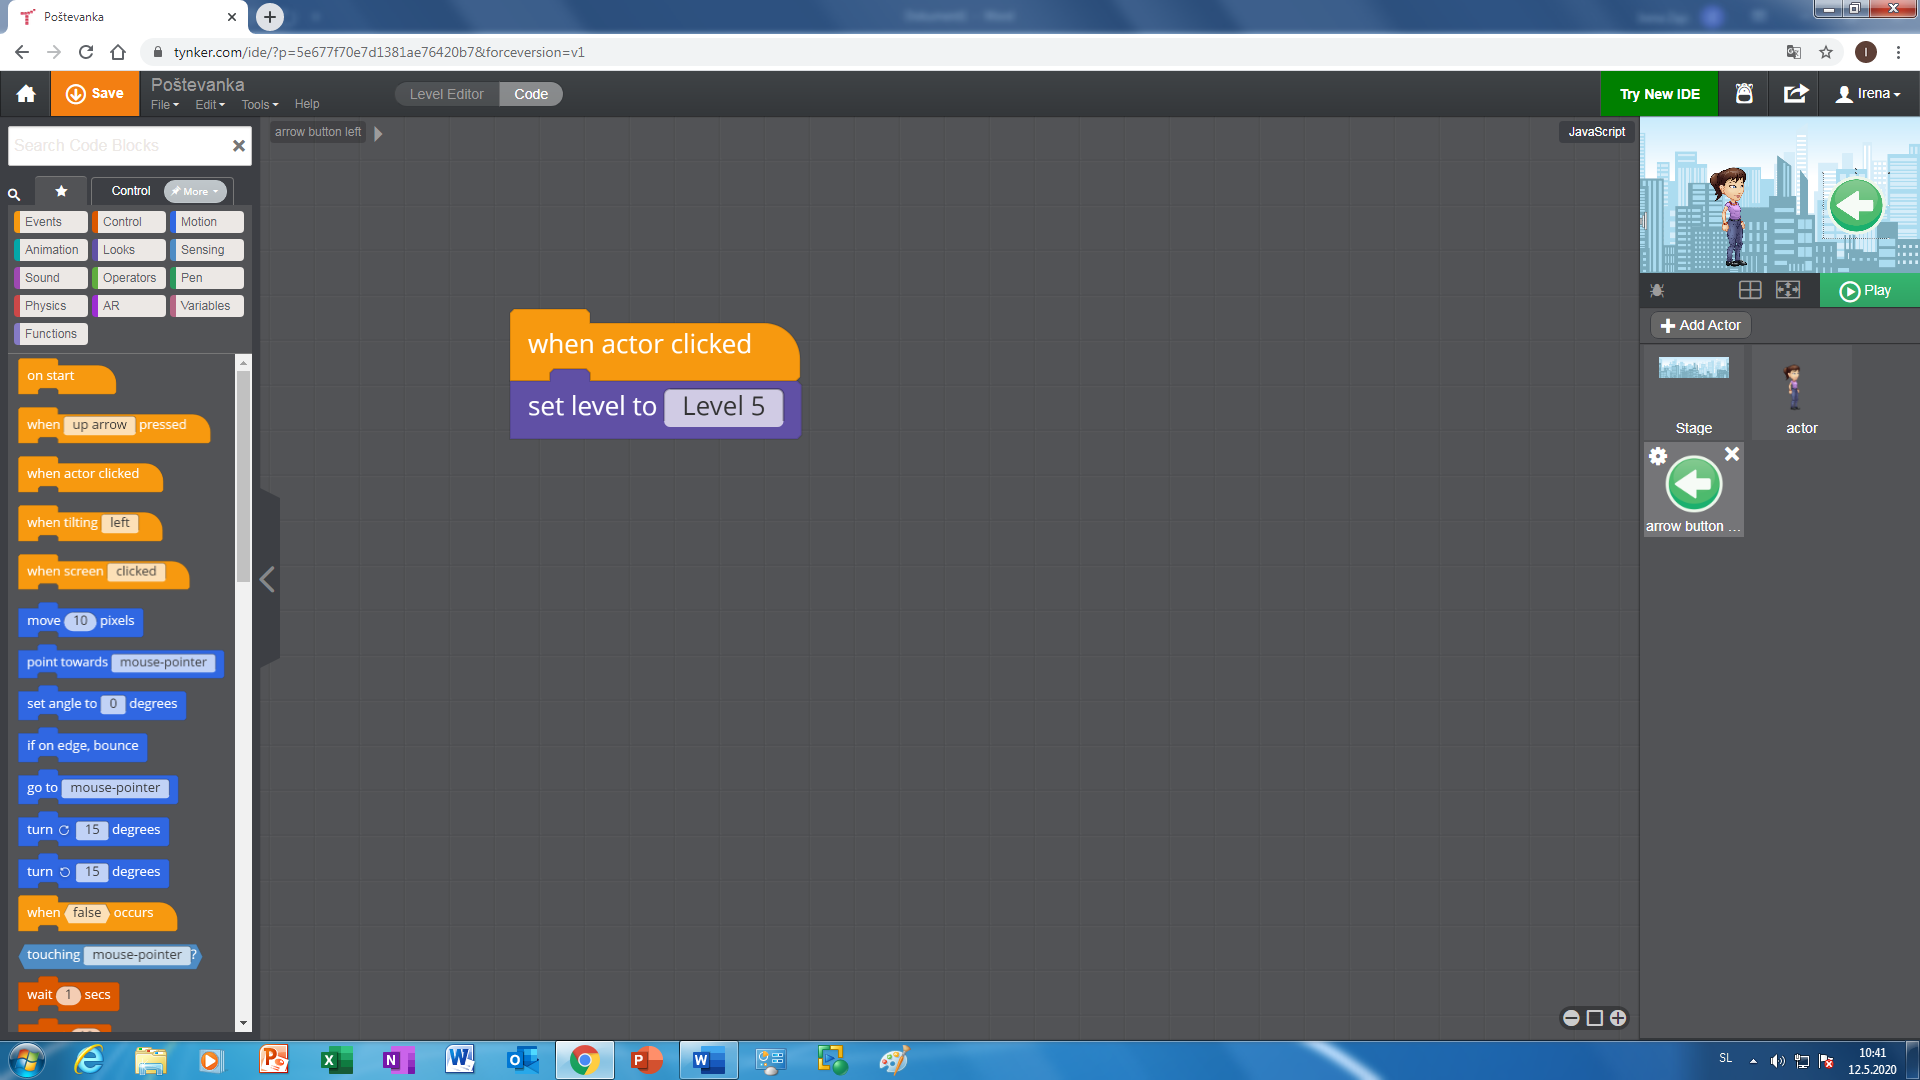 Poštevanka
tynker.com/ide/?p=5e677f70e7d1381ae76420b7&forceversion=v1
I
Save
Poštevanka
File
Edit
Tools
Help
Level Editor
Code
Try New IDE
Irena
Search Code Blocks
Control
More
Events
Control
Motion
Animation
Looks
Sensing
Sound
Operators
Pen
Physics
AR
Variables
Functions
on start
when up arrow pressed
when actor clicked
when tilting left
when screen clicked
move 10 pixels
point towards mouse-pointer
set angle to 0 degrees
if on edge, bounce
go to mouse-pointer
turn 15 degrees
turn 15 degrees
when false occurs
touching mouse-pointer ?
wait 1 secs
arrow button left
JavaScript
when actor clicked
set level to Level 5
Play
Add Actor
Stage
actor
arrow button ...
SL
10:41
12.5.2020